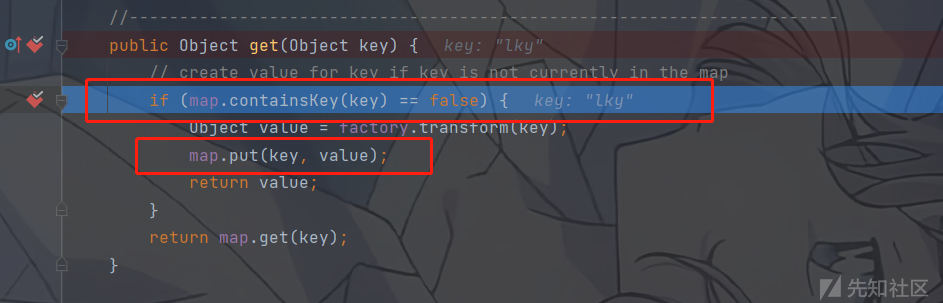 //----------------------------------------------------------------------
public Object get(Object key) { key: "lky"
// create value for key if key is not currently in the map
if (map.containsKey(key) == false) { key: "lky"
Object value = factory.transform(key);
map.put(key, value);
return value;
}
return map.get(key);
}
先知社区